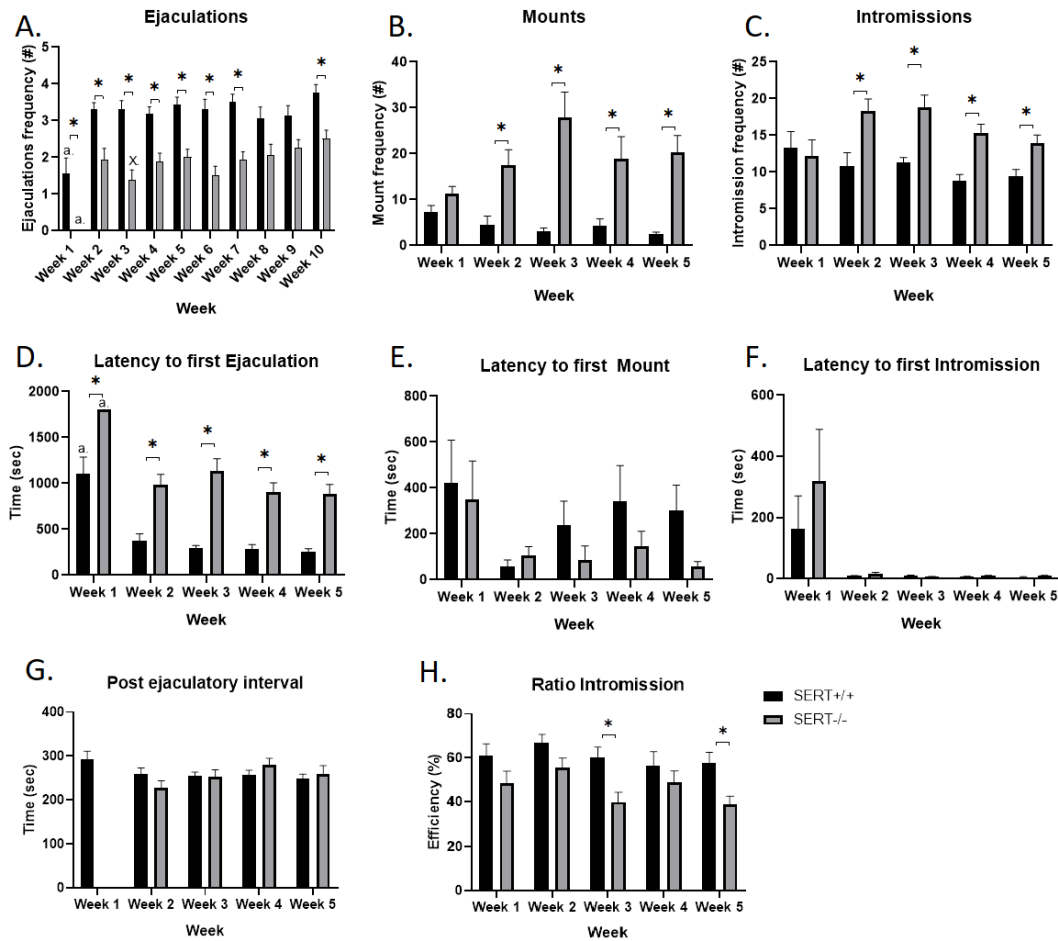 A.
Ejaculations
Ejaculations frequency (#)
5
4
3
2
1
0
*
*
*
*
*
*
*
*
a.
a.
X.
Week 1
Week 2
Week 3
Week 4
Week 5
Week 6
Week 7
Week 8
Week 9
Week 10
Week
B.
Mounts
Mount frequency (#)
40
30
20
10
0
*
*
*
*
Week 1 Week 2 Week 3 Week 4 Week 5
Week
C.
Intromissions
Intromission frequency (#)
25
20
15
10
5
0
*
*
*
*
Week 1 Week 2 Week 3 Week 4 Week 5
Week
D.
Latency to first Ejaculation
Time (sec)
2000
1500
1000
500
0
*
*
*
*
*
a.
a.
Week 1 Week 2 Week 3 Week 4 Week 5
Week
E.
Latency to first Mount
Time (sec)
800
600
400
200
0
Week 1 Week 2 Week 3 Week 4 Week 5
Week
F.
Latency to first Intromission
Time (sec)
600
400
200
0
Week 1 Week 2 Week 3 Week 4 Week 5
Week
G.
Post ejaculatory interval
Time (sec)
400
300
200
100
0
Week 1 Week 2 Week 3 Week 4 Week 5
Week
H.
Ratio Intromission
Efficiency (%)
80
60
40
20
0
*
*
Week 1 Week 2 Week 3 Week 4 Week 5
Week
SERT+/+
SERT-/-